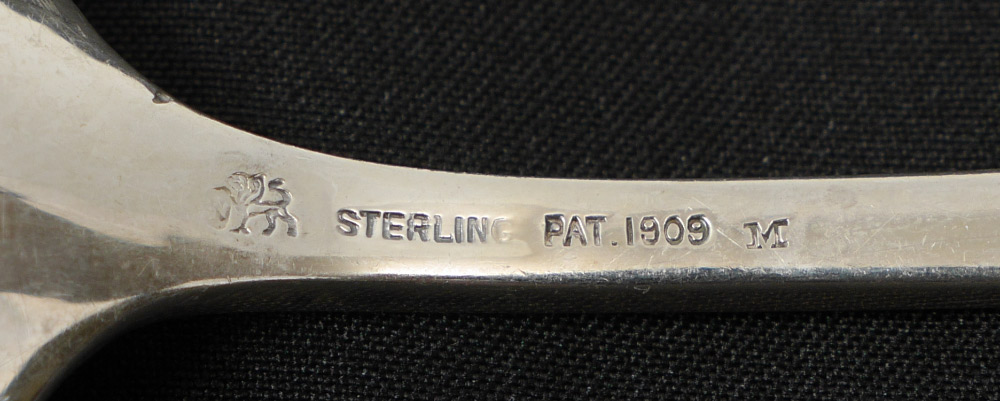 STERLING PAT. 1909 M